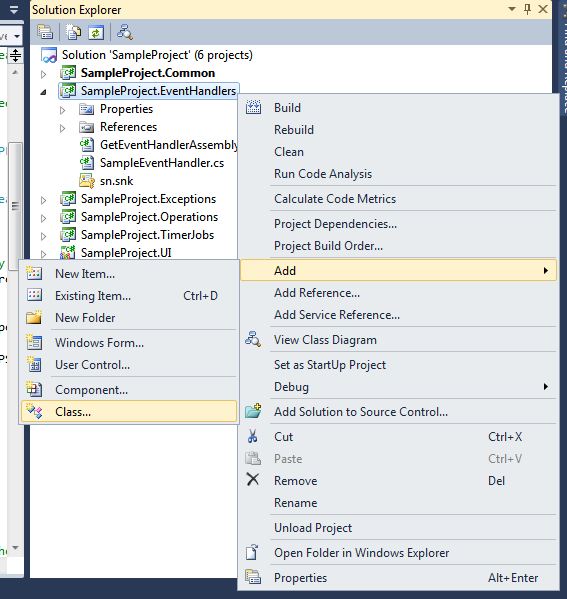 Solution Explorer
Solution 'SampleProject' (6 projects)
SampleProject.Common
SampleProject.EventHandlers
Properties
References
GetEventHandlerAssembly
SampleEventHandler.cs
sn.snk
SampleProject.Exceptions
SampleProject.Operations
SampleProject.TimerJobs
SampleProject.UI
Build
Rebuild
Clean
Run Code Analysis
Calculate Code Metrics
Project Dependencies...
Project Build Order...
Add
Add Reference...
Add Service Reference...
View Class Diagram
Set as StartUp Project
Debug
Add Solution to Source Control...
Cut Ctrl+X
Paste Ctrl+V
Remove Del
Rename
Unload Project
Open Folder in Windows Explorer
Properties Alt+Enter
New Item...
Existing Item... Ctrl+D
New Folder
Windows Form...
User Control...
Component...
Class...